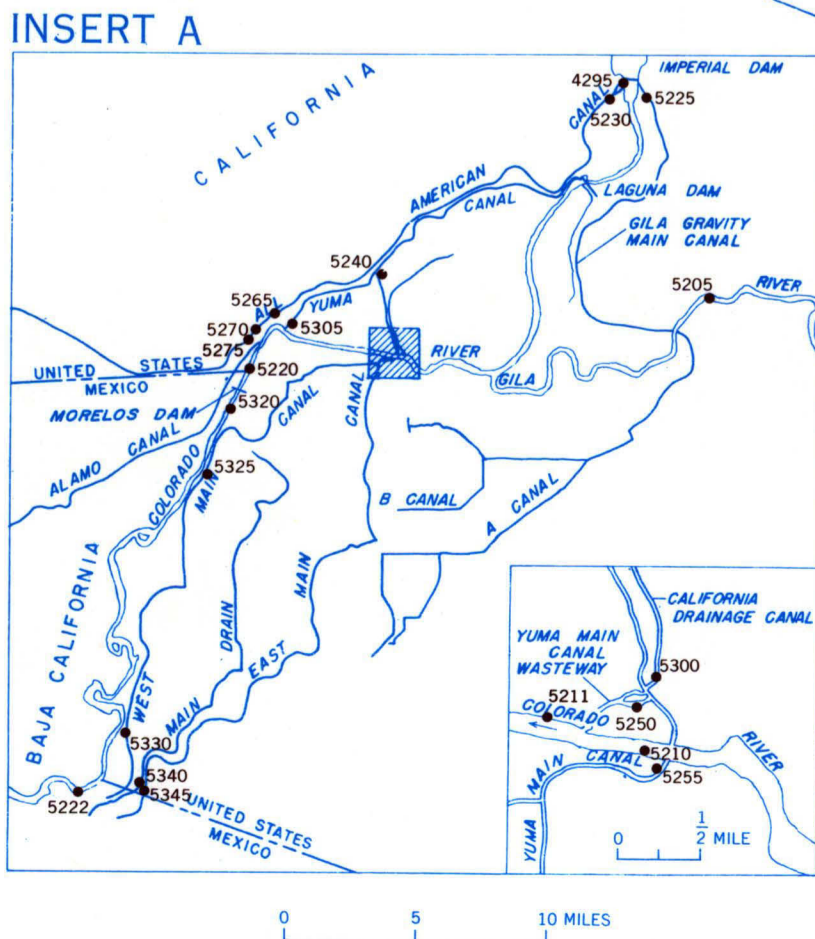 INSERT A
CALIFORNIA
IMPERIAL DAM
4295
5225
CANAL
5230
AMERICAN
CANAL
LAGUNA DAM
GILA GRAVITY
MAIN CANAL
5240
5205
RIVER
5265
ALL
YUMA
5270
5305
5275
UNITED STATES
MEXICO
5220
RIVER
GILA
MORELOS DAM
5320
CANAL
CANAL
ALAMO CANAL
COLORADO
5325
MAIN
B CANAL
A CANAL
BAJA CALIFORNIA
DRAIN
MAIN
EAST
WEST
MAIN
5330
5340
5345
5222
UNITED STATES
MEXICO
CALIFORNIA
DRAINAGE CANAL
YUMA MAIN
CANAL
WASTEWAY
5300
5211
COLORADO
5250
5210
RIVER
MAIN CANAL
5255
YUMA
0 1/2 MILE
0 5 10 MILES